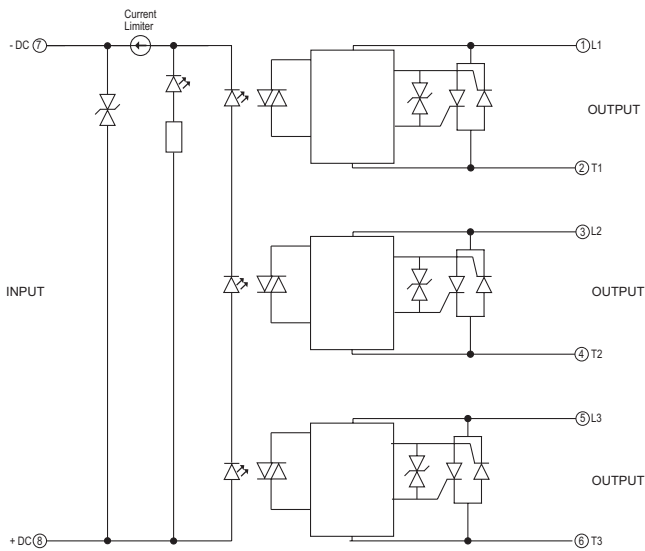 Current
Limiter
- DC 7
1 L1
OUTPUT
2 T1
3 L2
INPUT
OUTPUT
4 T2
5 L3
OUTPUT
+ DC 8
6 T3